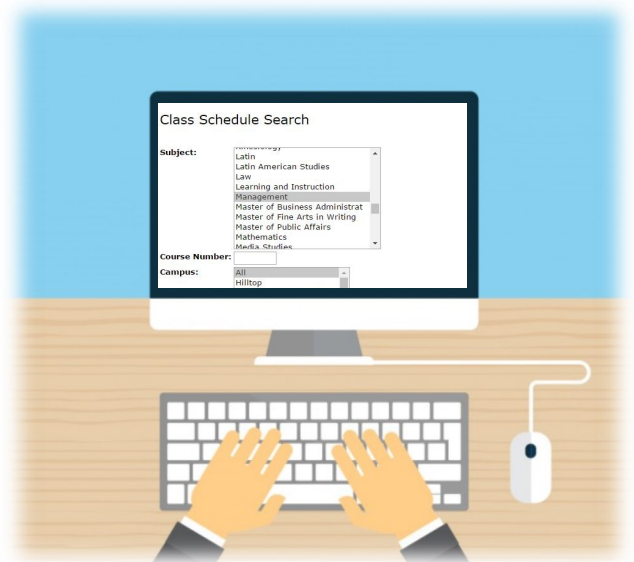 Class Schedule Search
Subject:
Kinesiology
Latin
Latin American Studies
Law
Learning and Instruction
Management
Master of Business Administrat
Master of Fine Arts in Writing
Master of Public Affairs
Mathematics
Media Studies
Course Number:
Campus:
All
Hilltop